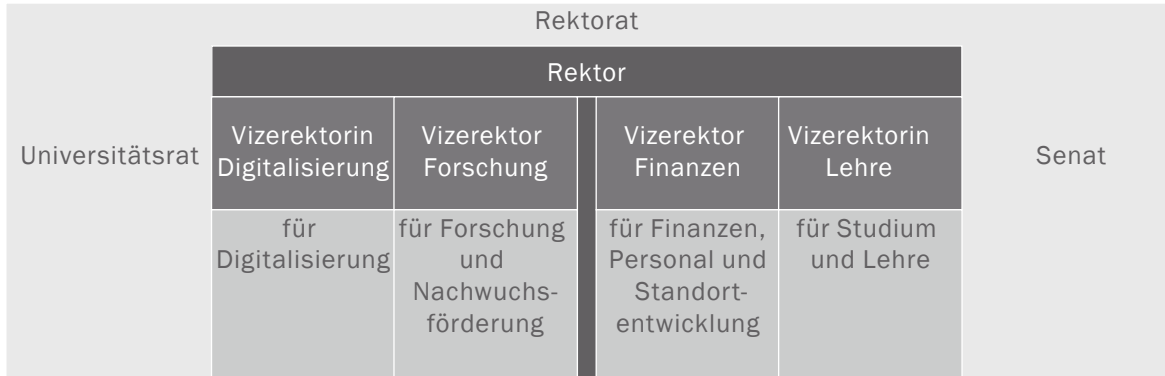 Rektorat
Rektor
Universitätsrat
Vizerektorin
Digitalisierung
Vizerektor
Forschung
Vizerektor
Finanzen
Vizerektorin
Lehre
Senat
für
Digitalisierung
für Forschung
und
Nachwuchs-
förderung
für Finanzen,
Personal und
Standort-
entwicklung
für Studium
und Lehre